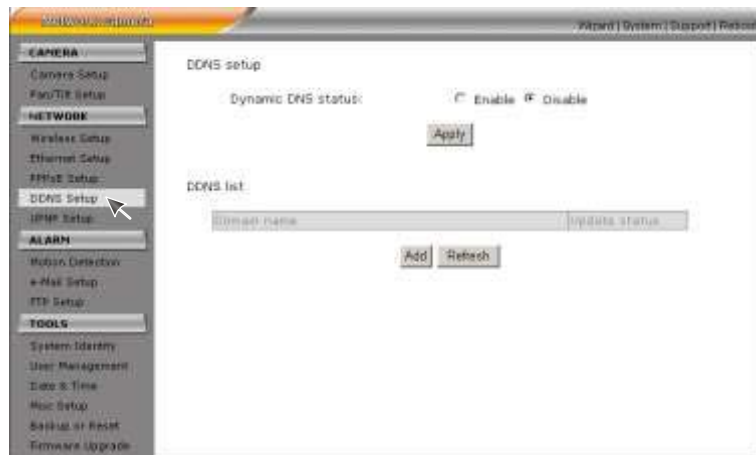 Wizard | System | Support | Reboot
CAMERA
Camera Setup
Pan/Tilt Setup
NETWORK
Wireless Setup
Ethernet Setup
PPPoE Setup
DDNS Setup
UPNP Setup
ALARM
Motion Detection
e-Mail Setup
FTP Setup
TOOLS
System Identity
User Management
Date & Time
Misc Setup
Backup or Reset
Firmware Upgrade
DDNS setup
Dynamic DNS status: Enable Disable
Apply
DDNS list
Domain name Update status
Add Refresh